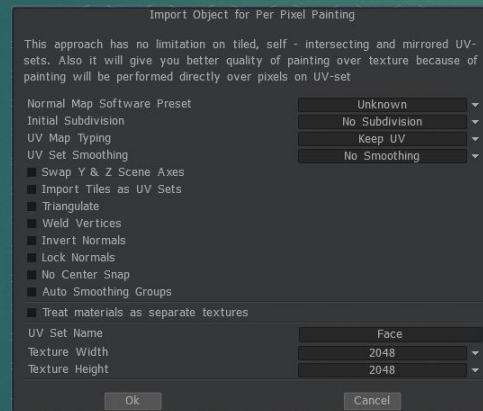 Import Object for Per Pixel Painting
This approach has no limitation on tiled, self - intersecting and mirrored UV-
sets. Also it will give you better quality of painting over texture because of
painting will be performed directly over pixels on UV-set
Normal Map Software Preset Unknown
Initial Subdivision No Subdivision
UV Map Typing Keep UV
UV Set Smoothing No Smoothing
Swap Y & Z Scene Axes
Import Tiles as UV Sets
Triangulate
Weld Vertices
Invert Normals
Lock Normals
No Center Snap
Auto Smoothing Groups
Treat materials as separate textures
UV Set Name Face
Texture Width 2048
Texture Height 2048
Ok Cancel